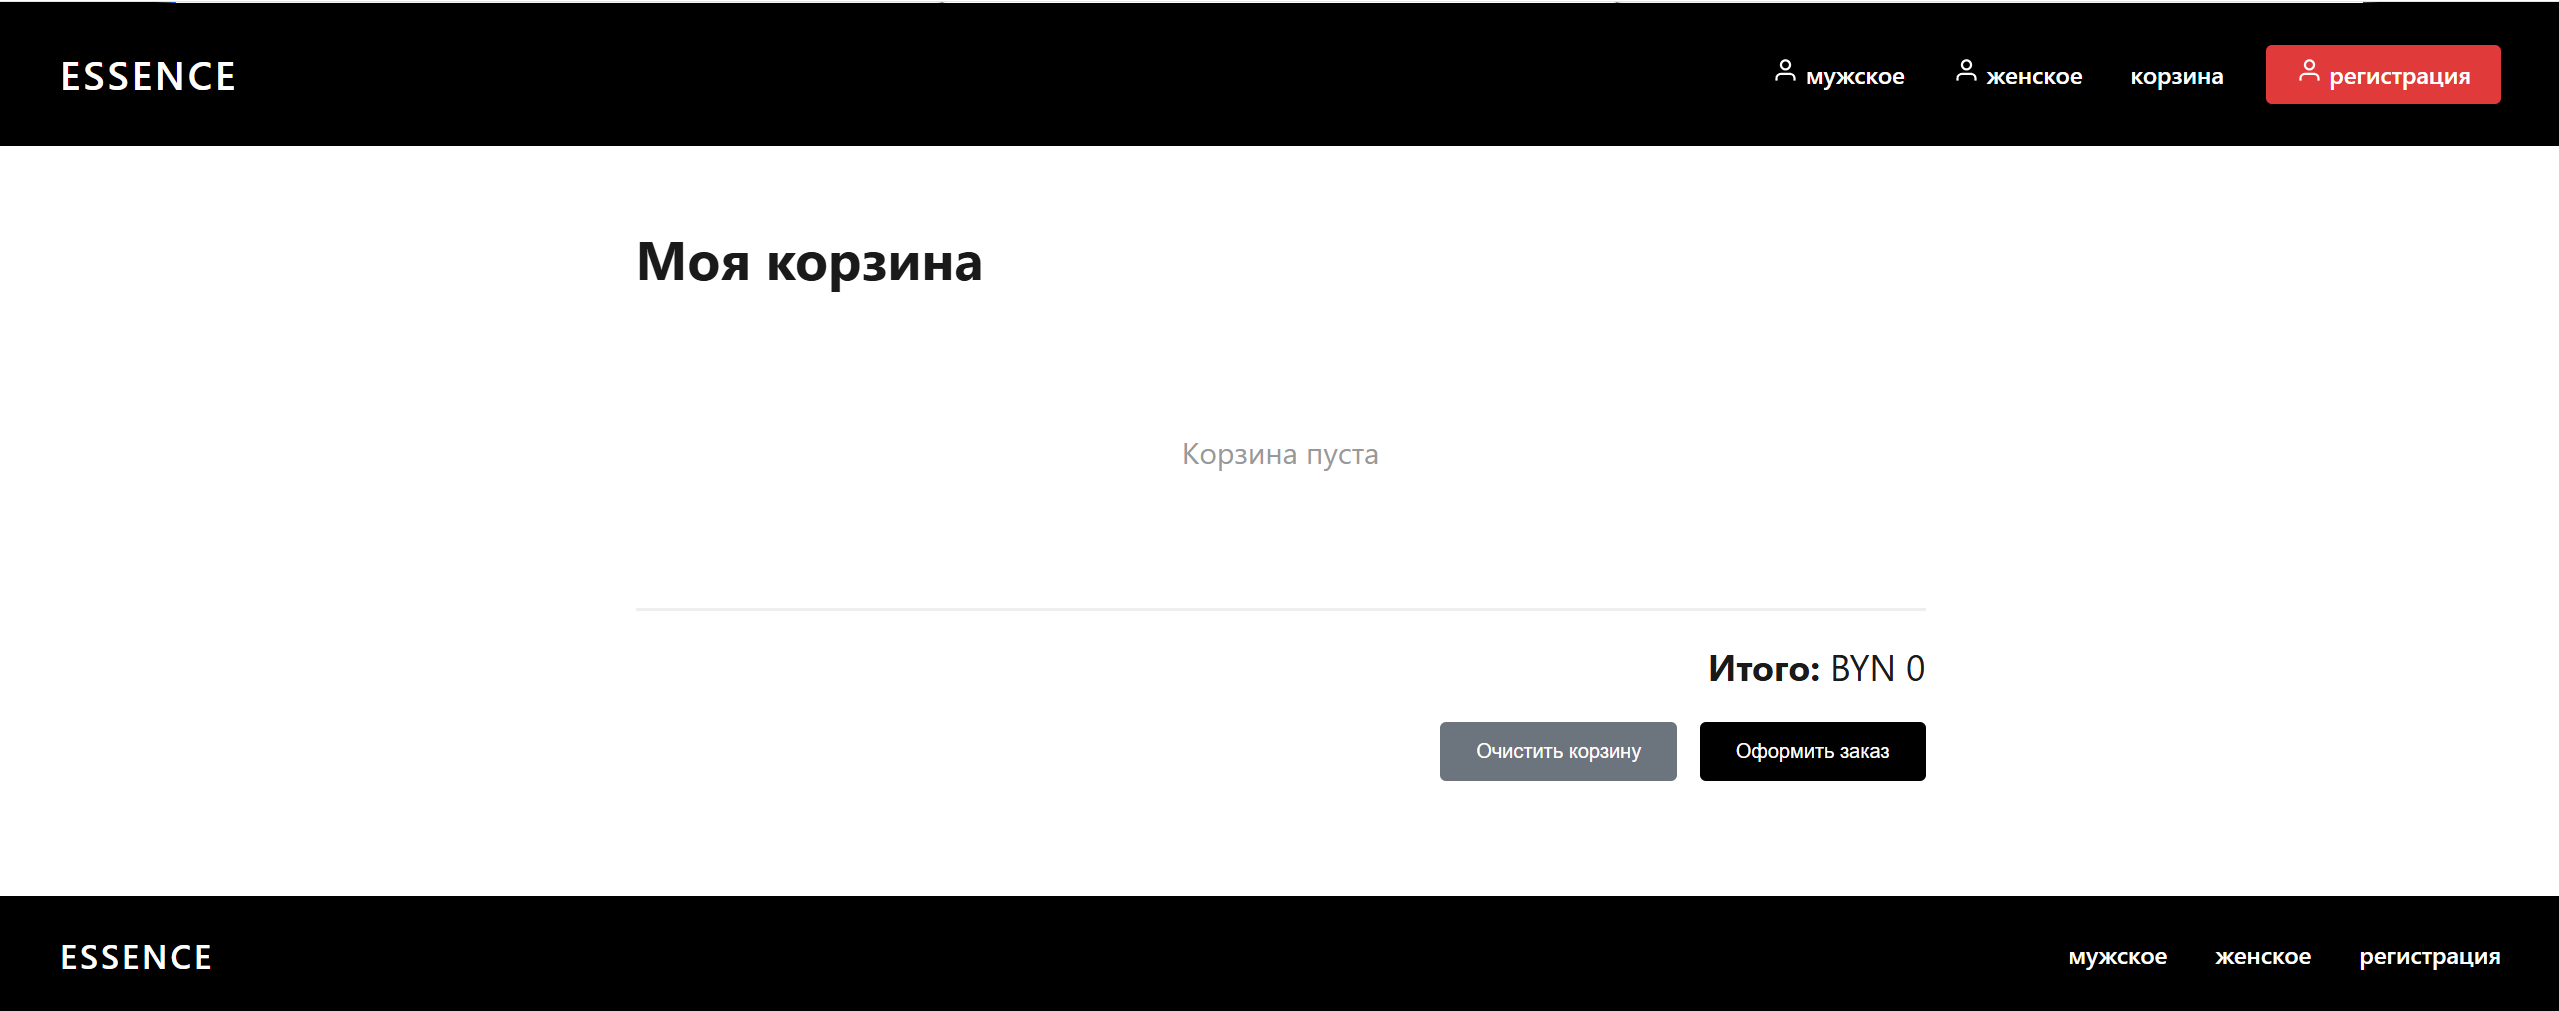 ESSENCE
мужское женское корзина регистрация
Моя корзина
Корзина пуста
Итого: BYN 0
Очистить корзину Оформить заказ
ESSENCE
мужское женское регистрация